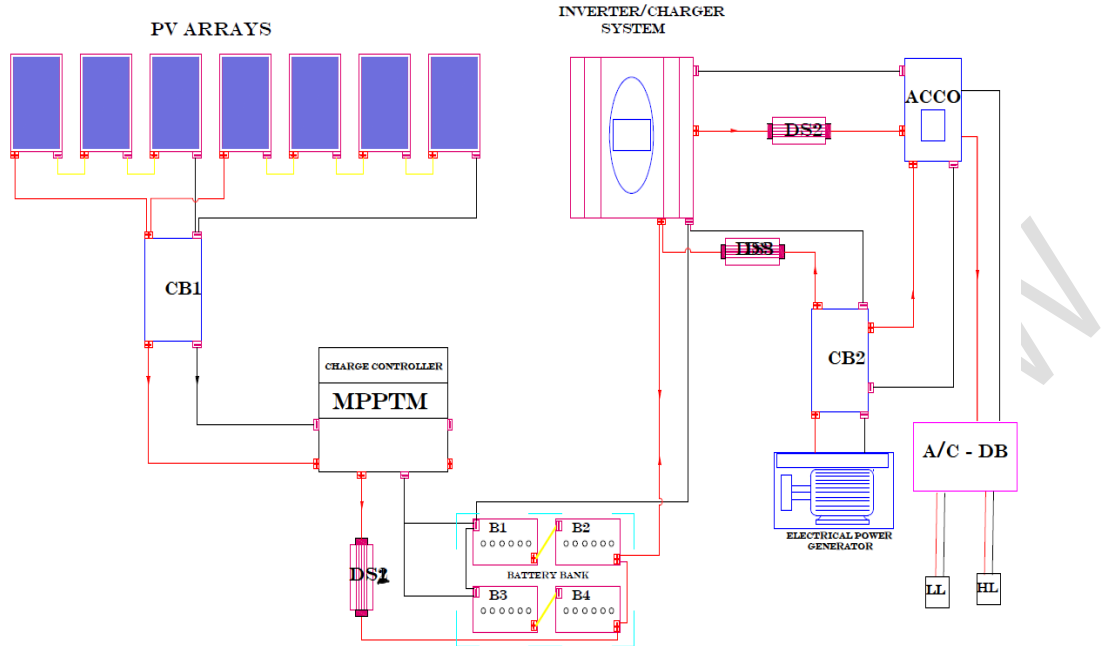 PV ARRAYS
INVERTER/CHARGER
SYSTEM
ACCO
DS2
CB1
CB2
CHARGE CONTROLLER
MPPTM
A/C - DB
B1
B2
BATTERY BANK
B3
B4
ELECTRICAL POWER
GENERATOR
LL
HL